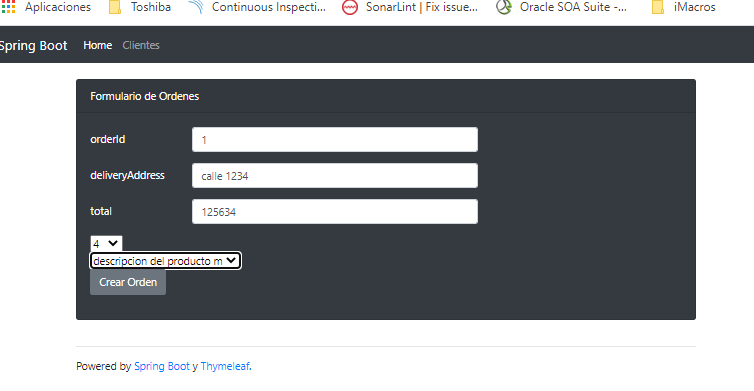 Aplicaciones Toshiba Continuous Inspecti... SonarLint | Fix issue... Oracle SOA Suite -... iMacros
Spring Boot Home Clientes
Formulario de Ordenes
orderId 1
deliveryAddress calle 1234
total 125634
4
descripcion del producto m
Crear Orden
Powered by Spring Boot y Thymeleaf.